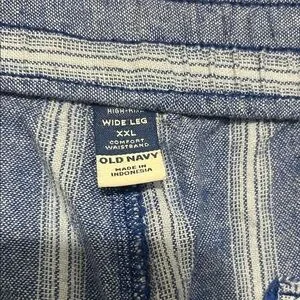 HIGH-RISE
WIDE LEG
XXL
COMFORT
WAISTBAND
OLD NAVY
MADE IN
INDONESIA